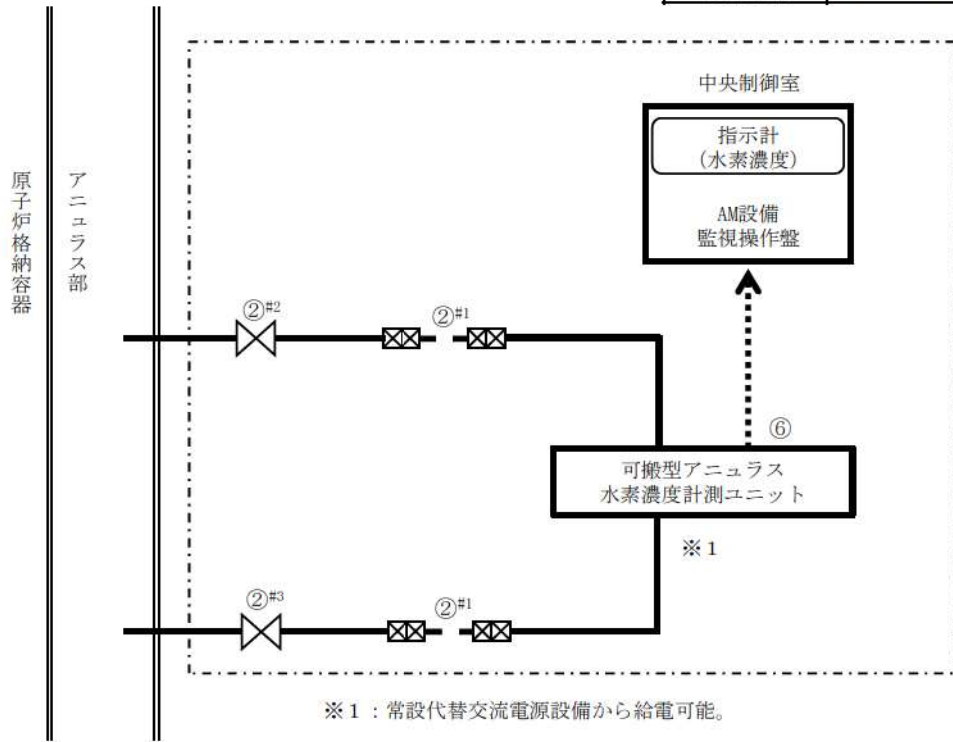 中央制御室
指示計
(水素濃度)
AM設備
監視操作盤
原子炉格納容器
アニュラス部
②#2
②#1
⑥
可搬型アニュラス
水素濃度計測ユニット
※1
②#3
②#1
※1：常設代替交流電源設備から給電可能。